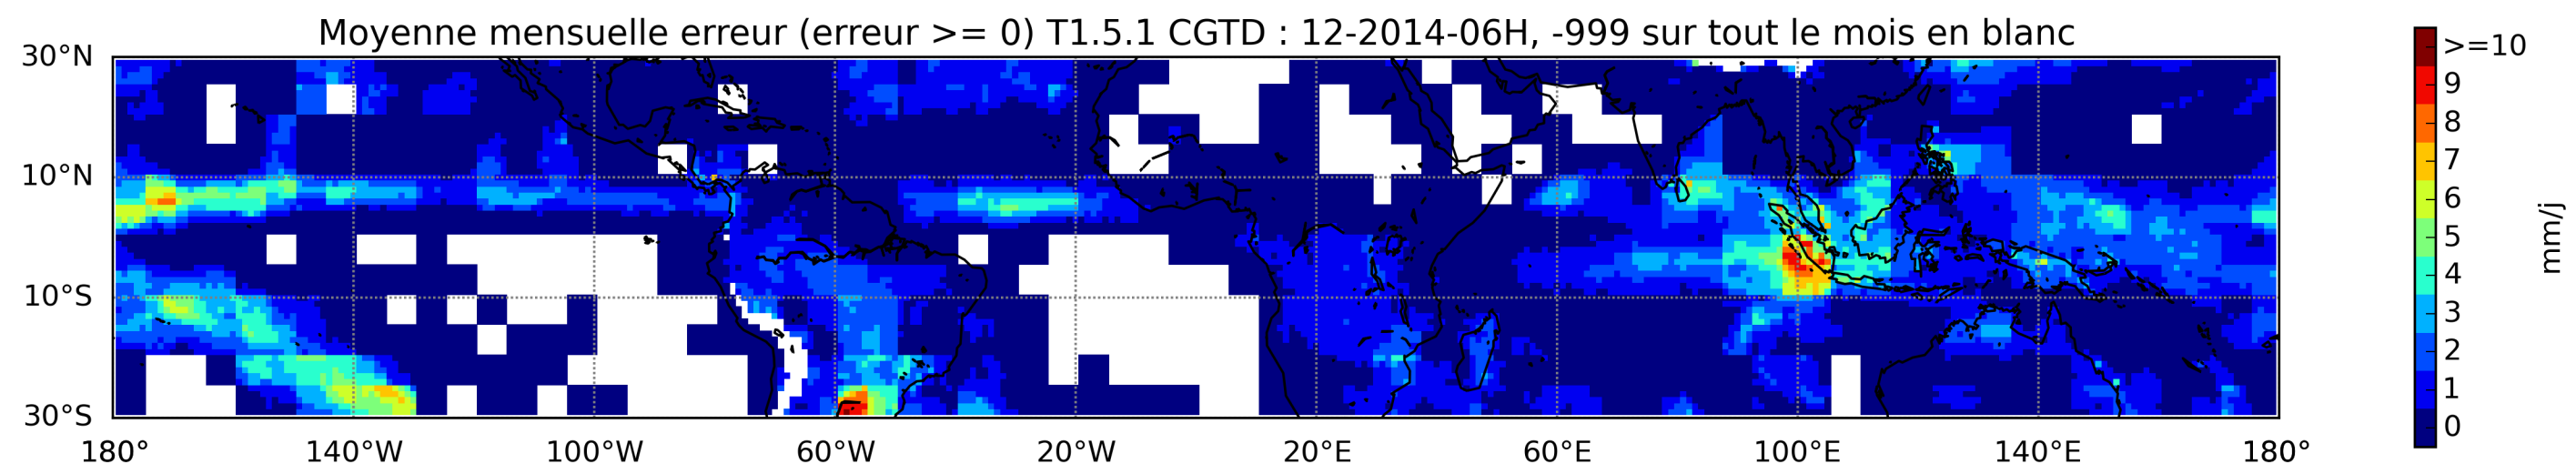 Moyenne mensuelle erreur (erreur >= 0) T1.5.1 CGTD : 12-2014-06H, -999 sur tout le mois en blanc
30°N
10°N
10°S
30°S
180° 140°W 100°W 60°W 20°W 20°E 60°E 100°E 140°E 180°
>=10
9
8
7
6
5
4
3
2
1
0
mm/j